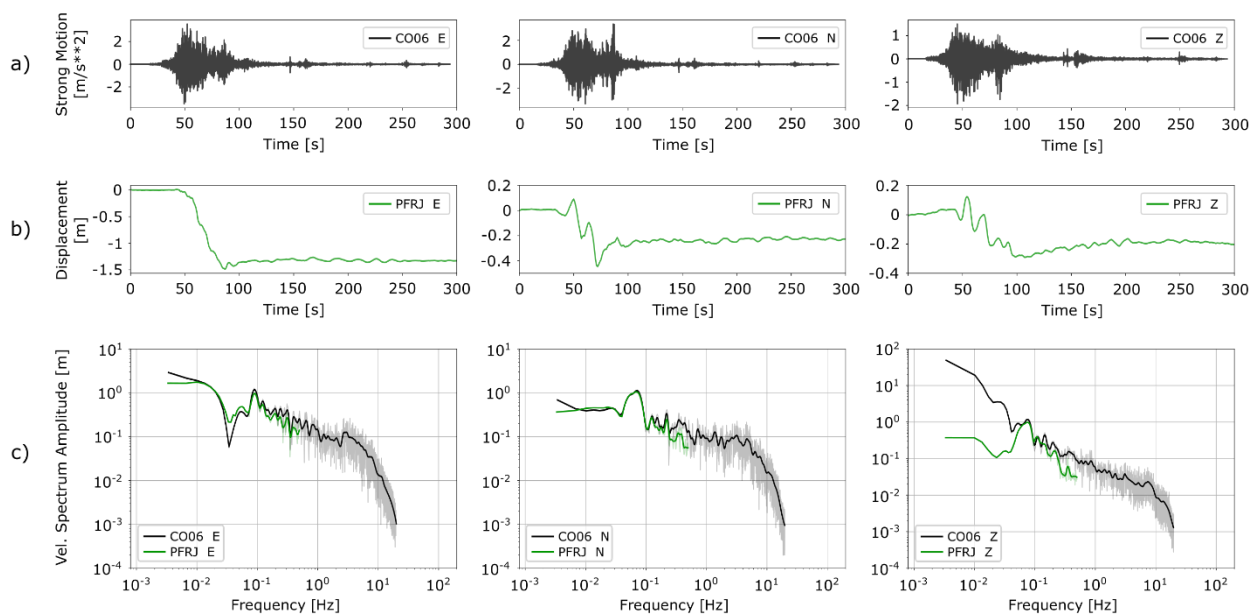 a)
Strong Motion
[m/s**2]
2
0
-2
CO06 E
0 50 100 150 200 250 300
Time [s]
2
0
-2
CO06 N
0 50 100 150 200 250 300
Time [s]
1
0
-1
-2
CO06 Z
0 50 100 150 200 250 300
Time [s]
b)
Displacement
[m]
0
-0.5
-1
-1.5
PFRJ E
0 50 100 150 200 250 300
Time [s]
0.2
0
-0.2
-0.4
PFRJ N
0 50 100 150 200 250 300
Time [s]
0.2
0
-0.2
-0.4
PFRJ Z
0 50 100 150 200 250 300
Time [s]
c)
Vel. Spectrum Amplitude [m]
10^1
10^0
10^-1
10^-2
10^-3
10^-4
CO06 E
PFRJ E
10^-3 10^-2 10^-1 10^0 10^1 10^2
Frequency [Hz]
10^1
10^0
10^-1
10^-2
10^-3
10^-4
CO06 N
PFRJ N
10^-3 10^-2 10^-1 10^0 10^1 10^2
Frequency [Hz]
10^2
10^1
10^0
10^-1
10^-2
10^-3
10^-4
CO06 Z
PFRJ Z
10^-3 10^-2 10^-1 10^0 10^1 10^2
Frequency [Hz]